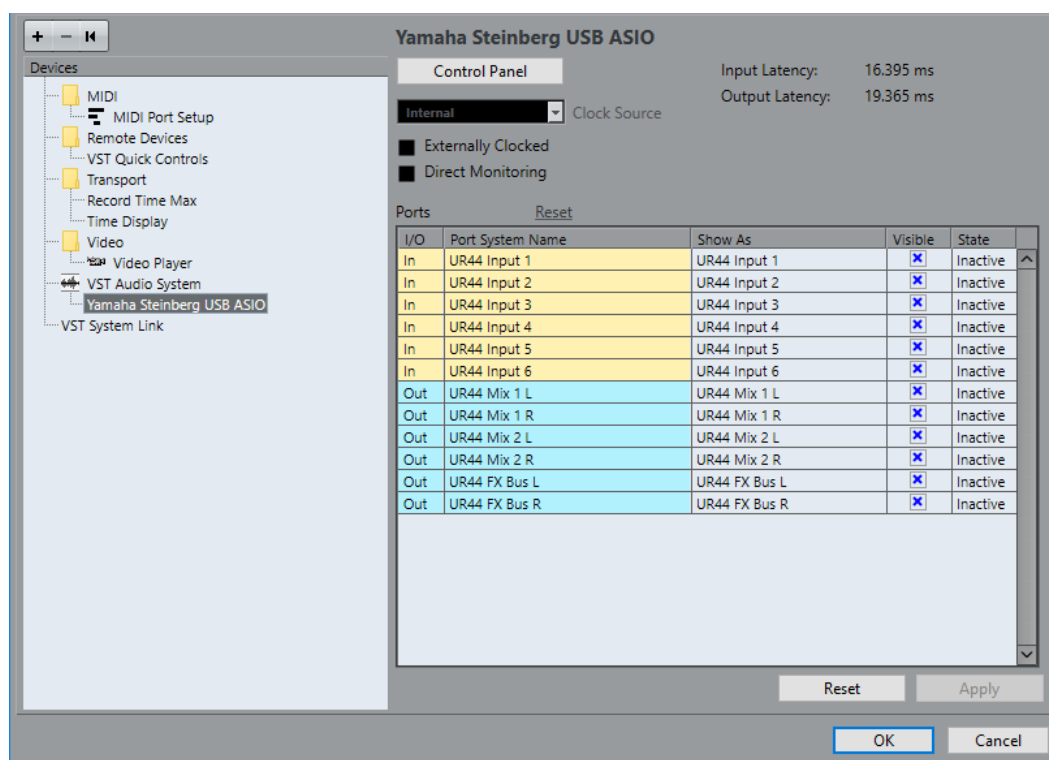 Yamaha Steinberg USB ASIO
Devices
MIDI
MIDI Port Setup
Remote Devices
VST Quick Controls
Transport
Record Time Max
Time Display
Video
Video Player
VST Audio System
Yamaha Steinberg USB ASIO
VST System Link
Control Panel
Input Latency: 16.395 ms
Output Latency: 19.365 ms
Internal Clock Source
Externally Clocked
Direct Monitoring
Ports Reset
I/O Port System Name Show As Visible State
In UR44 Input 1 UR44 Input 1 Inactive
In UR44 Input 2 UR44 Input 2 Inactive
In UR44 Input 3 UR44 Input 3 Inactive
In UR44 Input 4 UR44 Input 4 Inactive
In UR44 Input 5 UR44 Input 5 Inactive
In UR44 Input 6 UR44 Input 6 Inactive
Out UR44 Mix 1 L UR44 Mix 1 L Inactive
Out UR44 Mix 1 R UR44 Mix 1 R Inactive
Out UR44 Mix 2 L UR44 Mix 2 L Inactive
Out UR44 Mix 2 R UR44 Mix 2 R Inactive
Out UR44 FX Bus L UR44 FX Bus L Inactive
Out UR44 FX Bus R UR44 FX Bus R Inactive
Reset Apply
OK Cancel